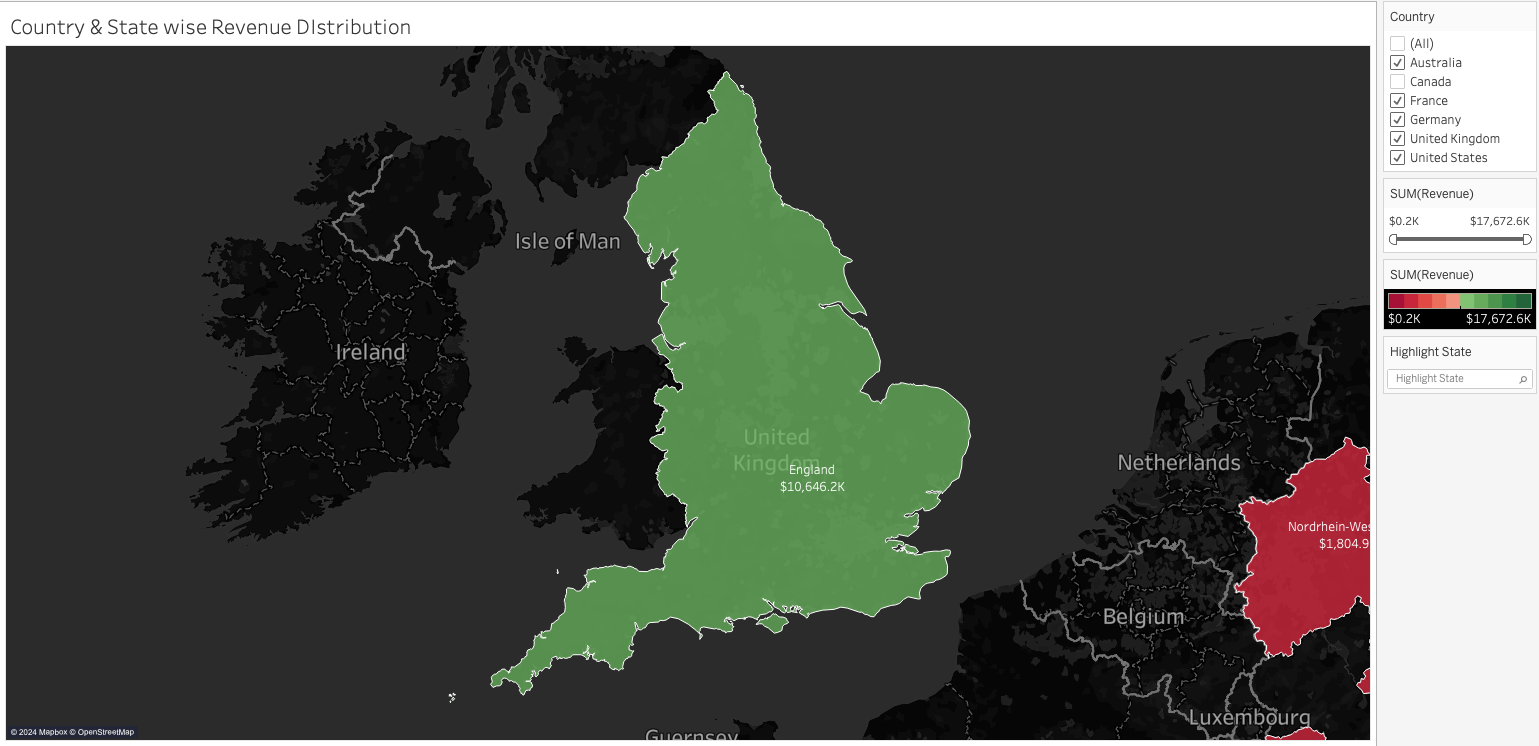 Country & State wise Revenue DIstribution
Isle of Man
Ireland
United
Kingdom
England
$10,646.2K
Netherlands
Nordrhein-Wes
$1,804.9
Belgium
Luxembourg
Guernsey
© 2024 Mapbox © OpenStreetMap
Country
(All)
Australia
Canada
France
Germany
United Kingdom
United States
SUM(Revenue)
$0.2K $17,672.6K
SUM(Revenue)
$0.2K $17,672.6K
Highlight State
Highlight State